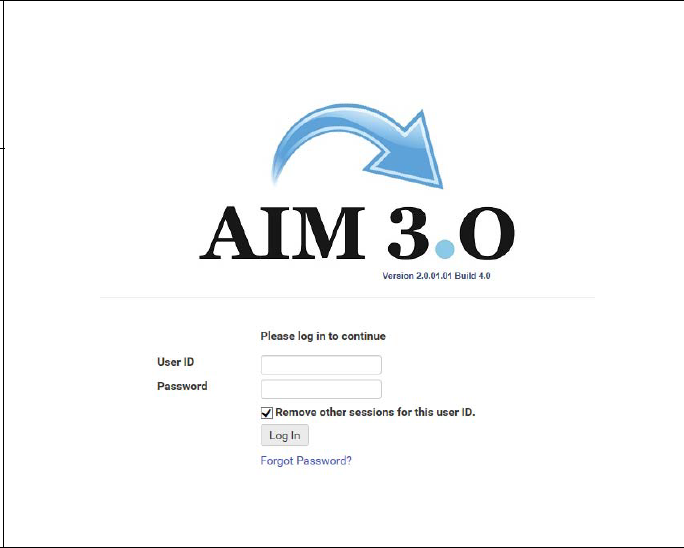 AIM 3.0
Version 2.0.01.01 Build 4.0
Please log in to continue
User ID
Password
Remove other sessions for this user ID.
Log In
Forgot Password?